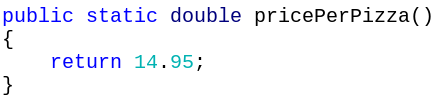 public static double pricePerPizza()
{
    return 14.95;
}